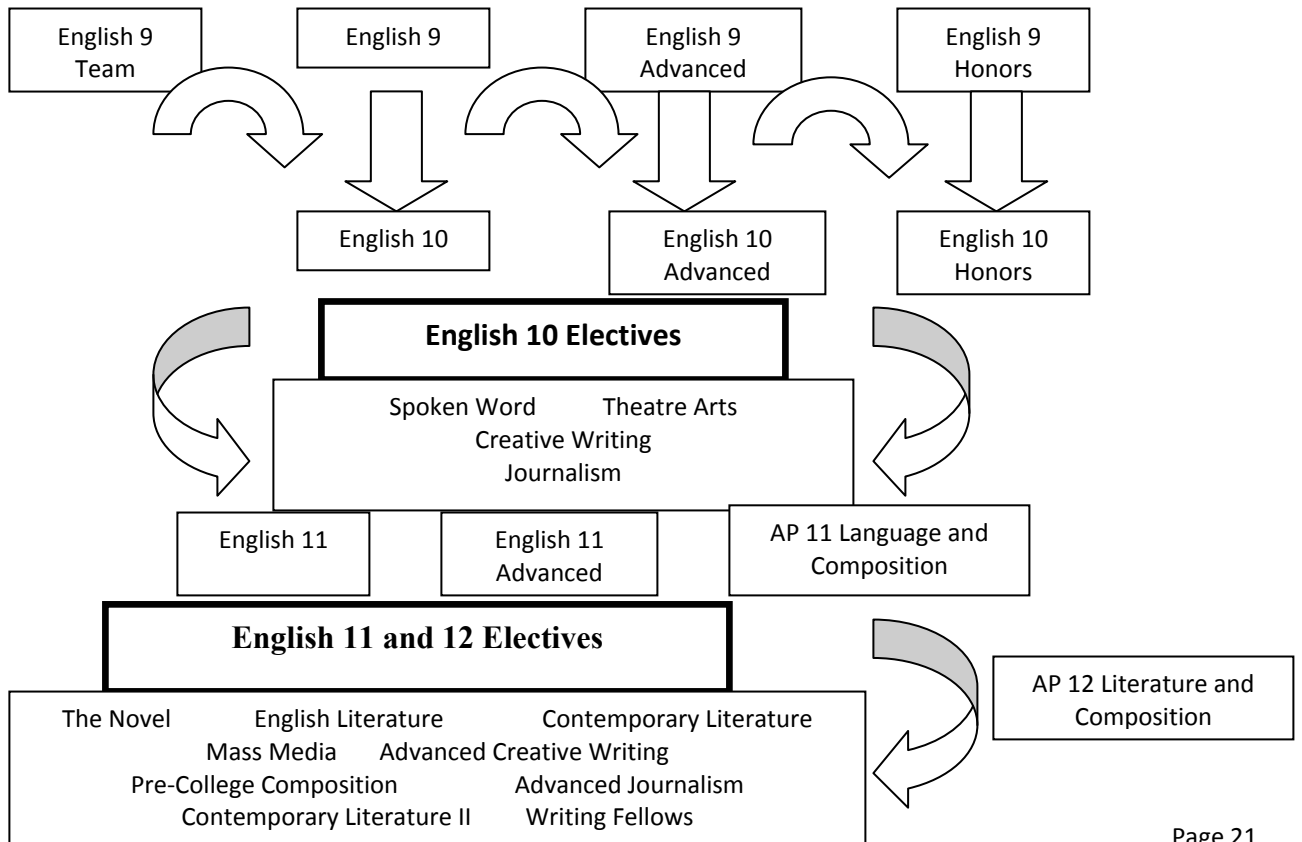 English 9
Team
English 9
English 9
Advanced
English 9
Honors
English 10
English 10
Advanced
English 10
Honors
English 10 Electives
Spoken Word Theatre Arts
Creative Writing
Journalism
English 11
English 11
Advanced
AP 11 Language and
Composition
English 11 and 12 Electives
AP 12 Literature and
Composition
The Novel English Literature Contemporary Literature
Mass Media Advanced Creative Writing
Pre-College Composition Advanced Journalism
Contemporary Literature II Writing Fellows
Page 21